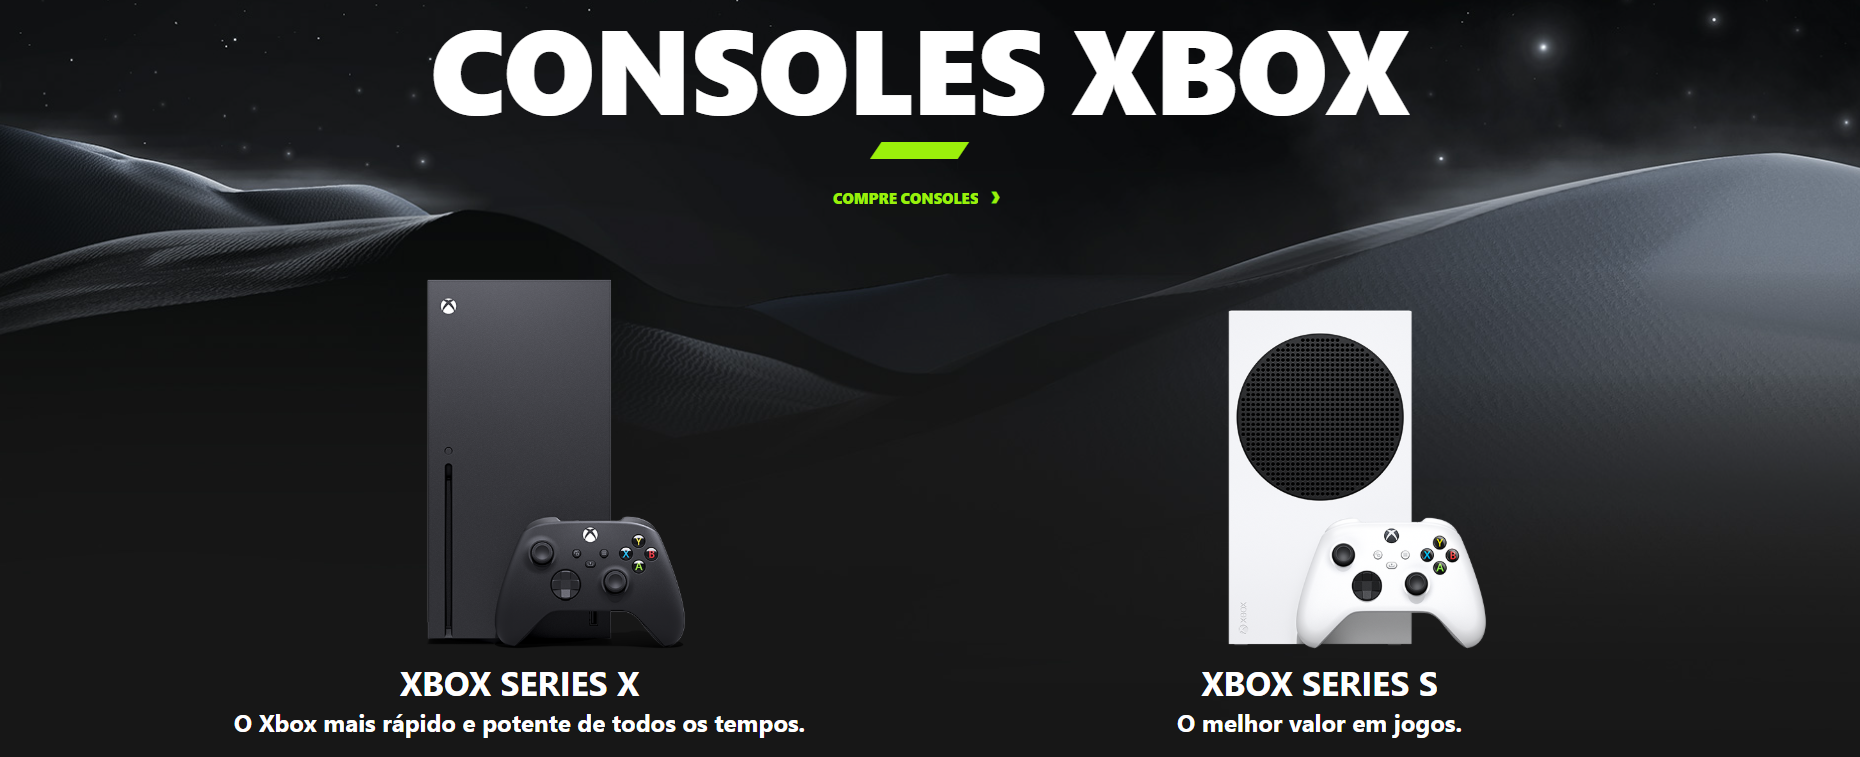 CONSOLES XBOX
COMPRE CONSOLES
Y
X
B
A
Y
X
B
A
XBOX
XBOX SERIES X
XBOX SERIES S
O Xbox mais rápido e potente de todos os tempos.
O melhor valor em jogos.